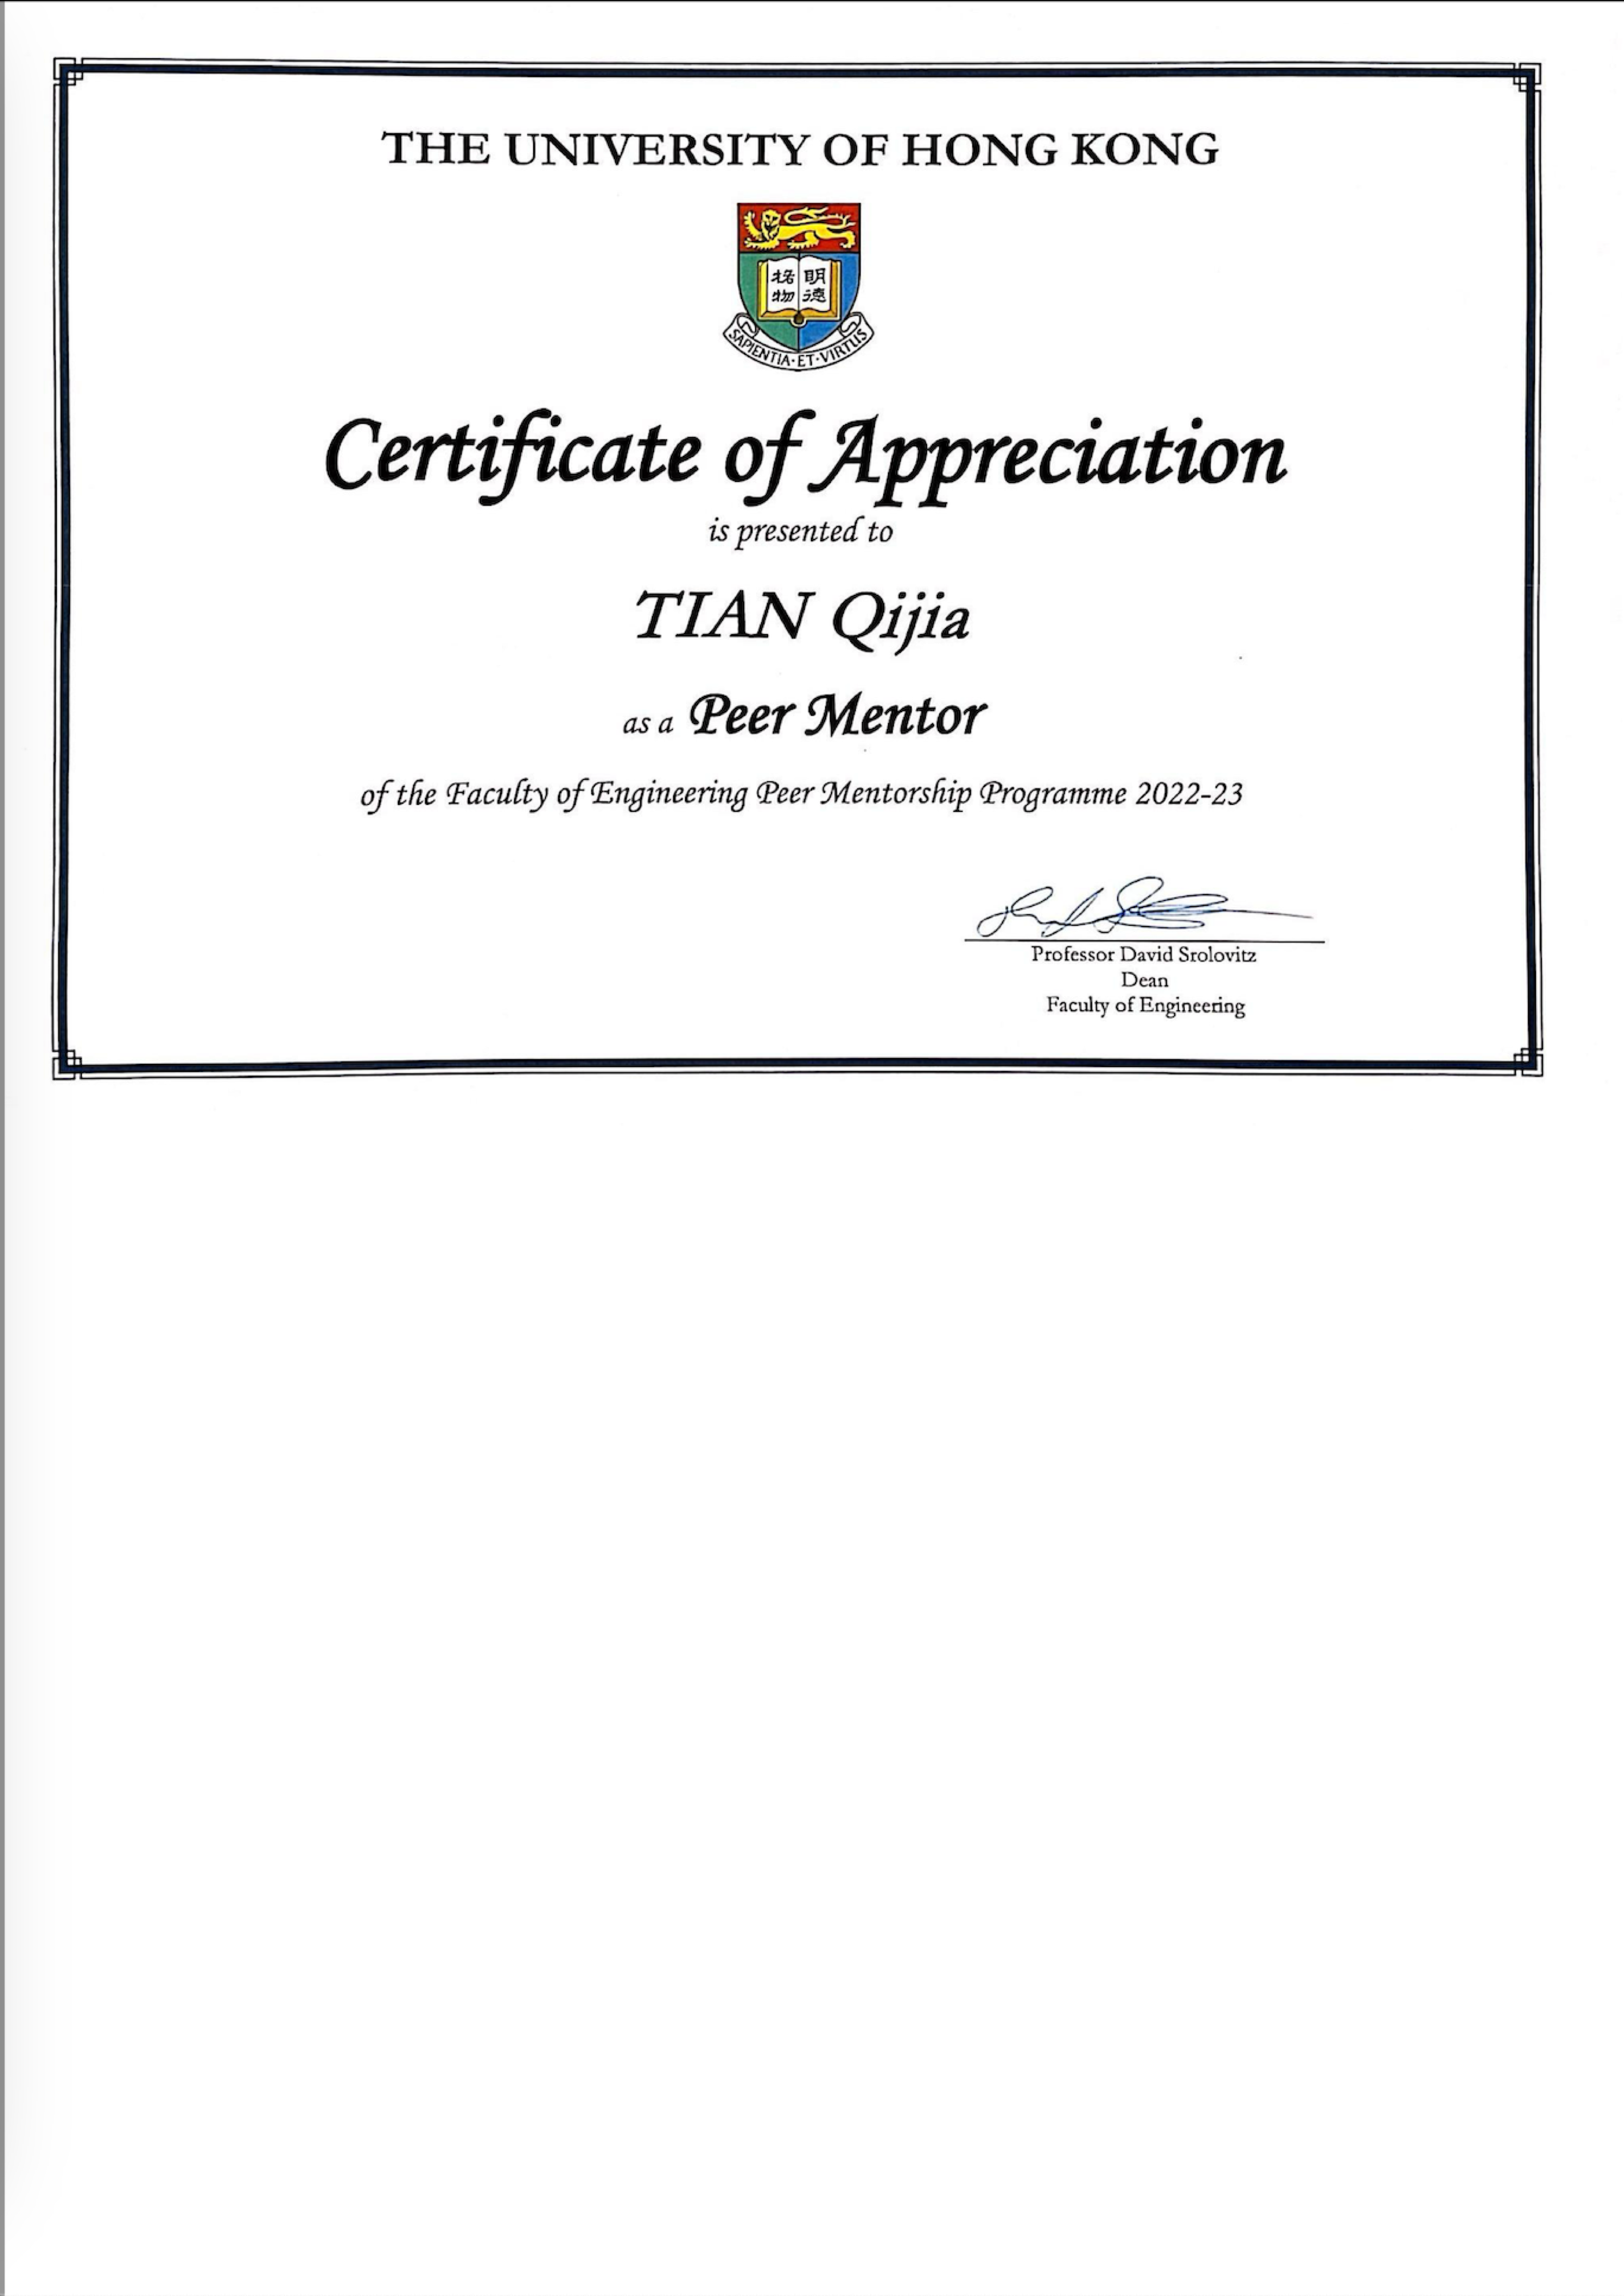 THE UNIVERSITY OF HONG KONG
明德
格物
SAPIENTIA·ET·VIRTUS
Certificate of Appreciation
is presented to
TIAN Qijia
as a Peer Mentor
of the Faculty of Engineering Peer Mentorship Programme 2022-23
Professor David Srolovitz
Dean
Faculty of Engineering